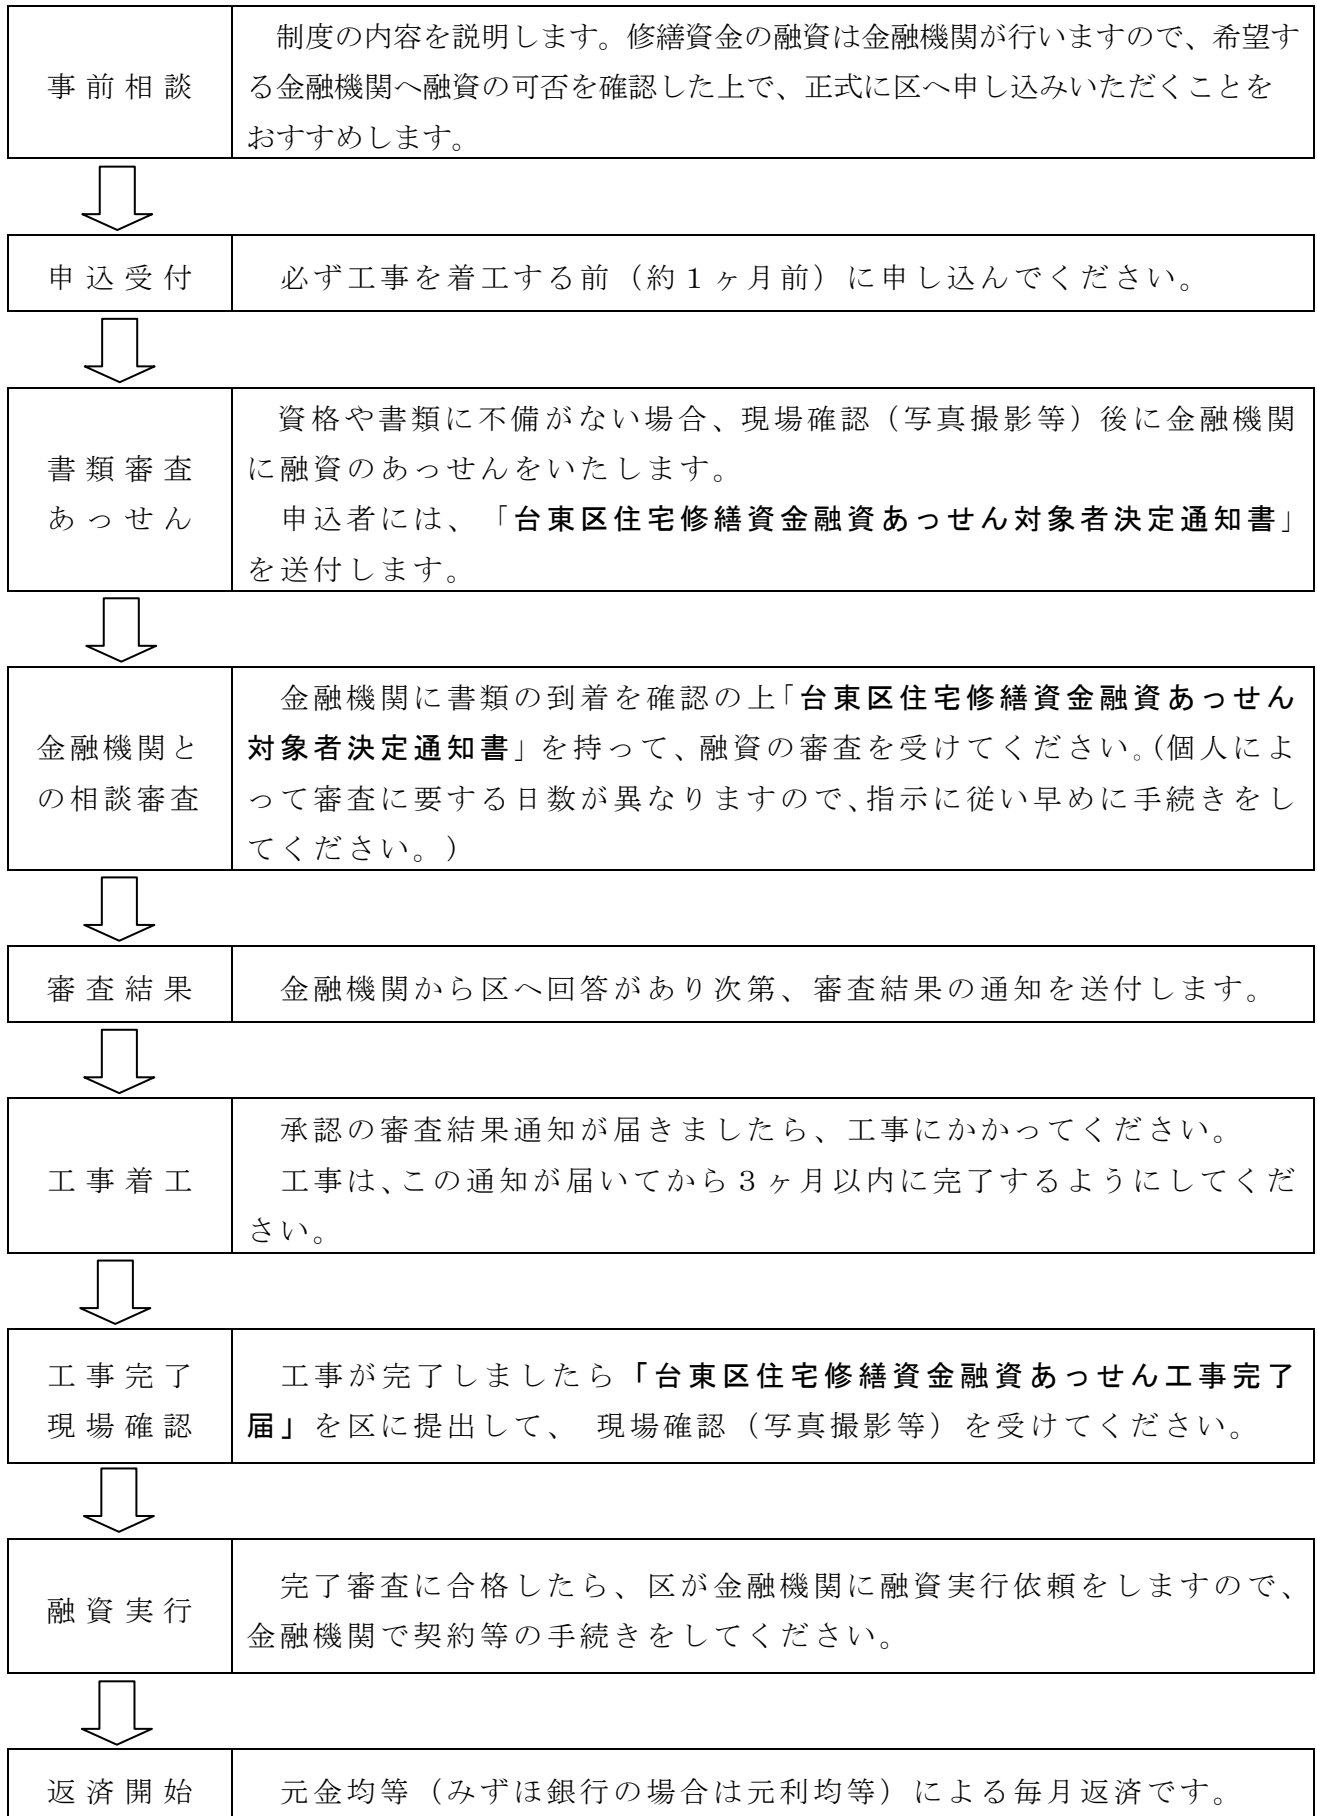 事前相談
制度の内容を説明します。修繕資金の融資は金融機関が行いますので、希望す
る金融機関へ融資の可否を確認した上で、正式に区へ申し込みいただくことを
おすすめします。
申込受付
必ず工事を着工する前（約１ヶ月前）に申し込んでください。
書類審査
あっせん
資格や書類に不備がない場合、現場確認（写真撮影等）後に金融機関
に融資のあっせんをいたします。
申込者には、「台東区住宅修繕資金融資あっせん対象者決定通知書」
を送付します。
金融機関と
の相談審査
金融機関に書類の到着を確認の上「台東区住宅修繕資金融資あっせん
対象者決定通知書」を持って、融資の審査を受けてください。（個人によ
って審査に要する日数が異なりますので、指示に従い早めに手続きをし
てください。）
審査結果
金融機関から区へ回答があり次第、審査結果の通知を送付します。
工事着工
承認の審査結果通知が届きましたら、工事にかかってください。
工事は、この通知が届いてから３ヶ月以内に完了するようにしてくだ
さい。
工事完了
現場確認
工事が完了しましたら「台東区住宅修繕資金融資あっせん工事完了
届」を区に提出して、 現場確認（写真撮影等）を受けてください。
融資実行
完了審査に合格したら、区が金融機関に融資実行依頼をしますので、
金融機関で契約等の手続きをしてください。
返済開始
元金均等（みずほ銀行の場合は元利均等）による毎月返済です。